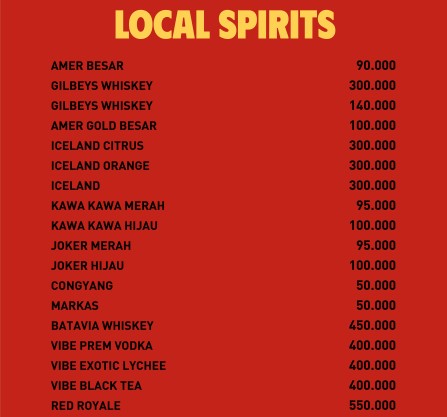 LOCAL SPIRITS
AMER BESAR 90.000
GILBEYS WHISKEY 300.000
GILBEYS WHISKEY 140.000
AMER GOLD BESAR 100.000
ICELAND CITRUS 300.000
ICELAND ORANGE 300.000
ICELAND 300.000
KAWA KAWA MERAH 95.000
KAWA KAWA HIJAU 100.000
JOKER MERAH 95.000
JOKER HIJAU 100.000
CONGYANG 50.000
MARKAS 50.000
BATAVIA WHISKEY 450.000
VIBE PREM VODKA 400.000
VIBE EXOTIC LYCHEE 400.000
VIBE BLACK TEA 400.000
RED ROYALE 550.000